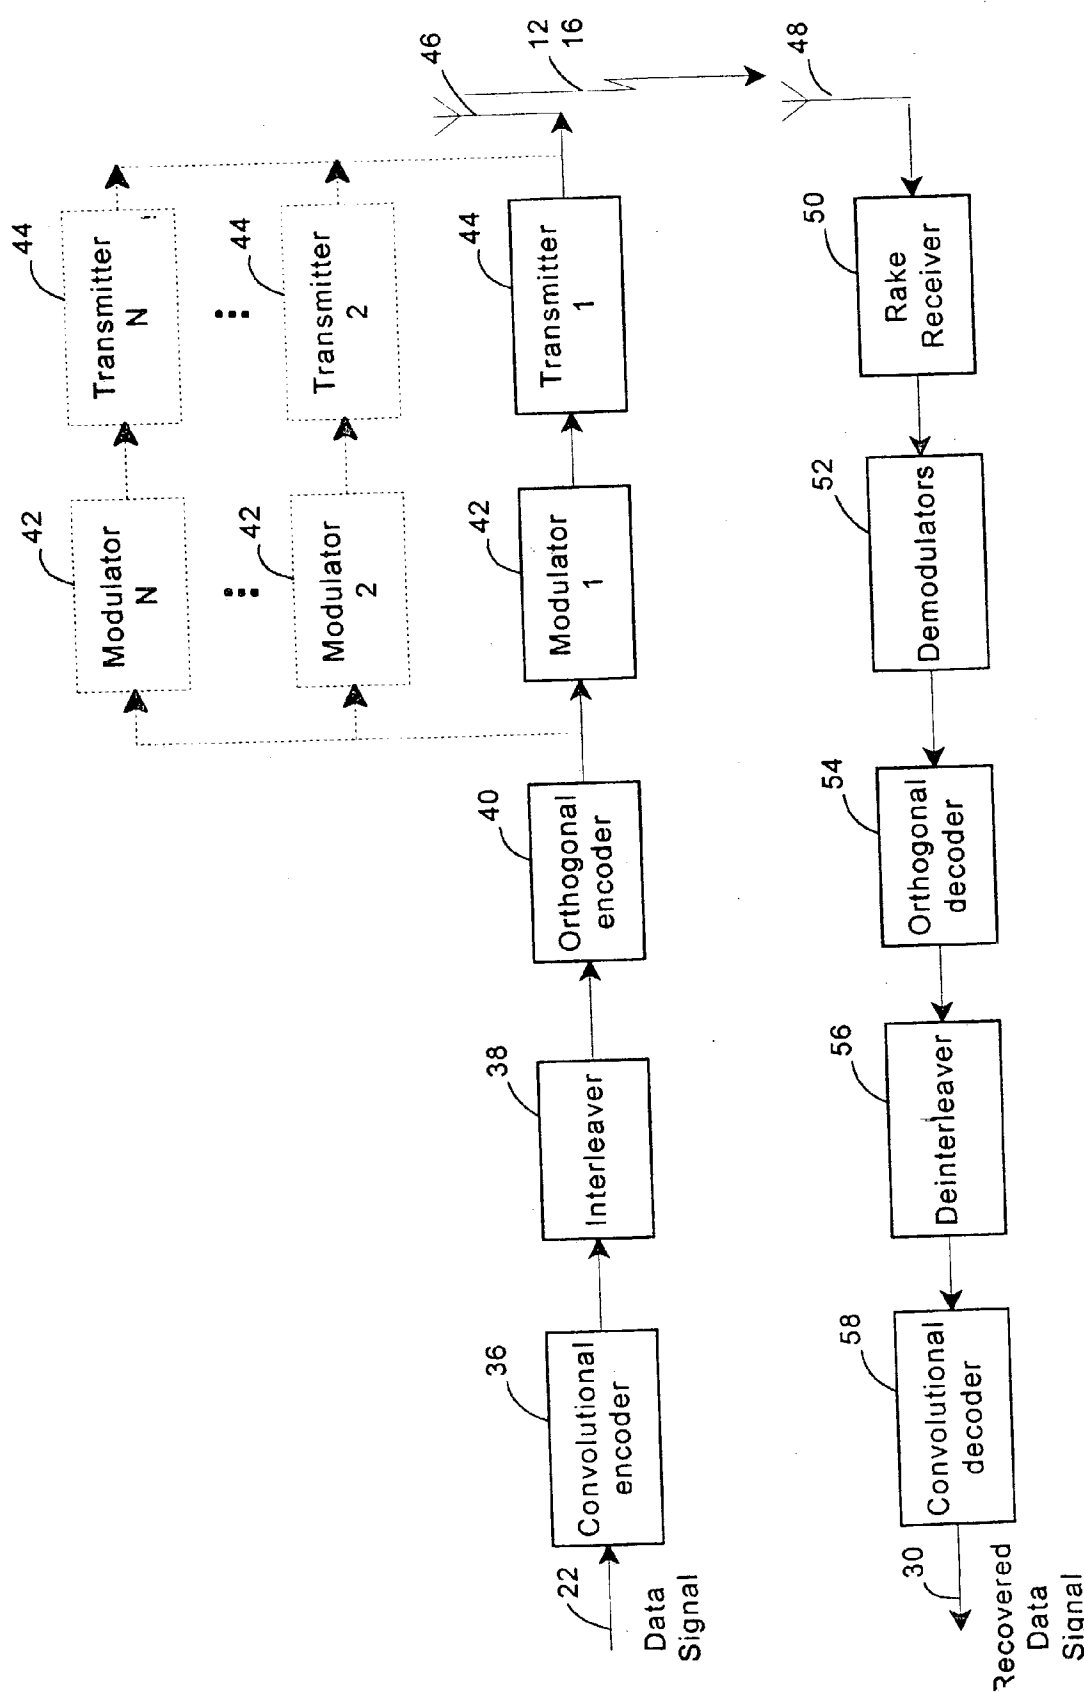 44
Transmitter
N
44
Transmitter
2
44
Transmitter
1
46
12
16
42
Modulator
N
42
Modulator
2
42
Modulator
1
40
Orthogonal
encoder
38
Interleaver
36
Convolutional
encoder
22
Data
Signal
48
50
Rake
Receiver
52
Demodulators
54
Orthogonal
decoder
56
Deinterleaver
58
Convolutional
decoder
30
Recovered
Data
Signal